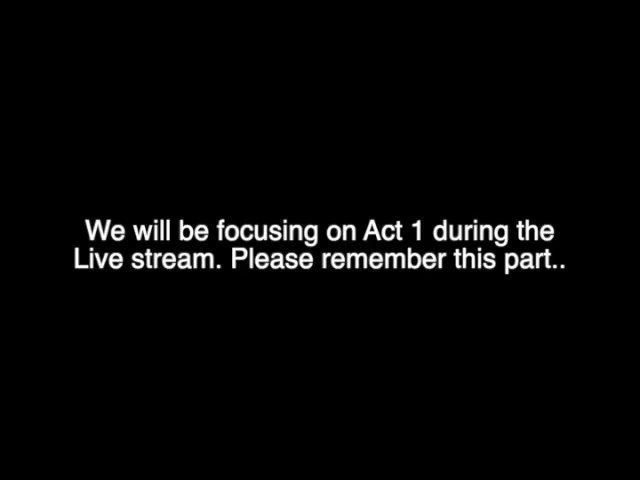 We will be focusing on Act 1 during the
Live stream. Please remember this part..